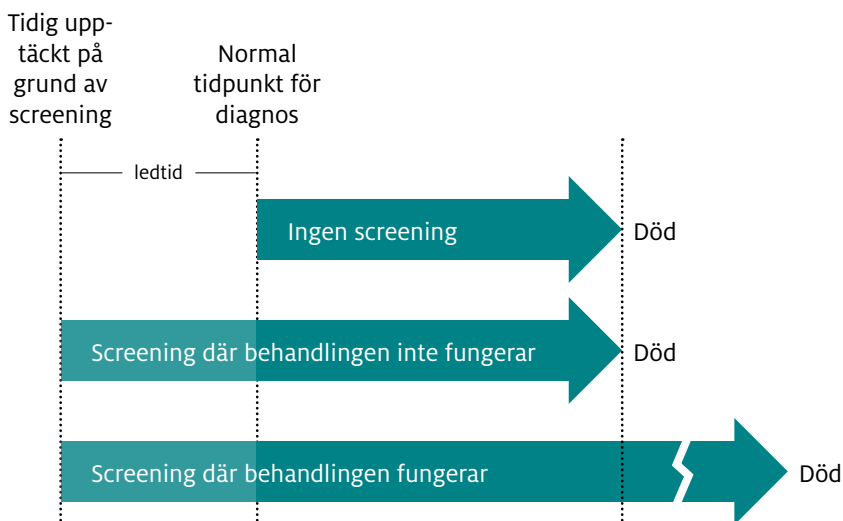 Tidig upp-
täckt på
grund av
screening
Normal
tidpunkt för
diagnos
ledtid
Ingen screening
Död
Screening där behandlingen inte fungerar
Död
Screening där behandlingen fungerar
Död